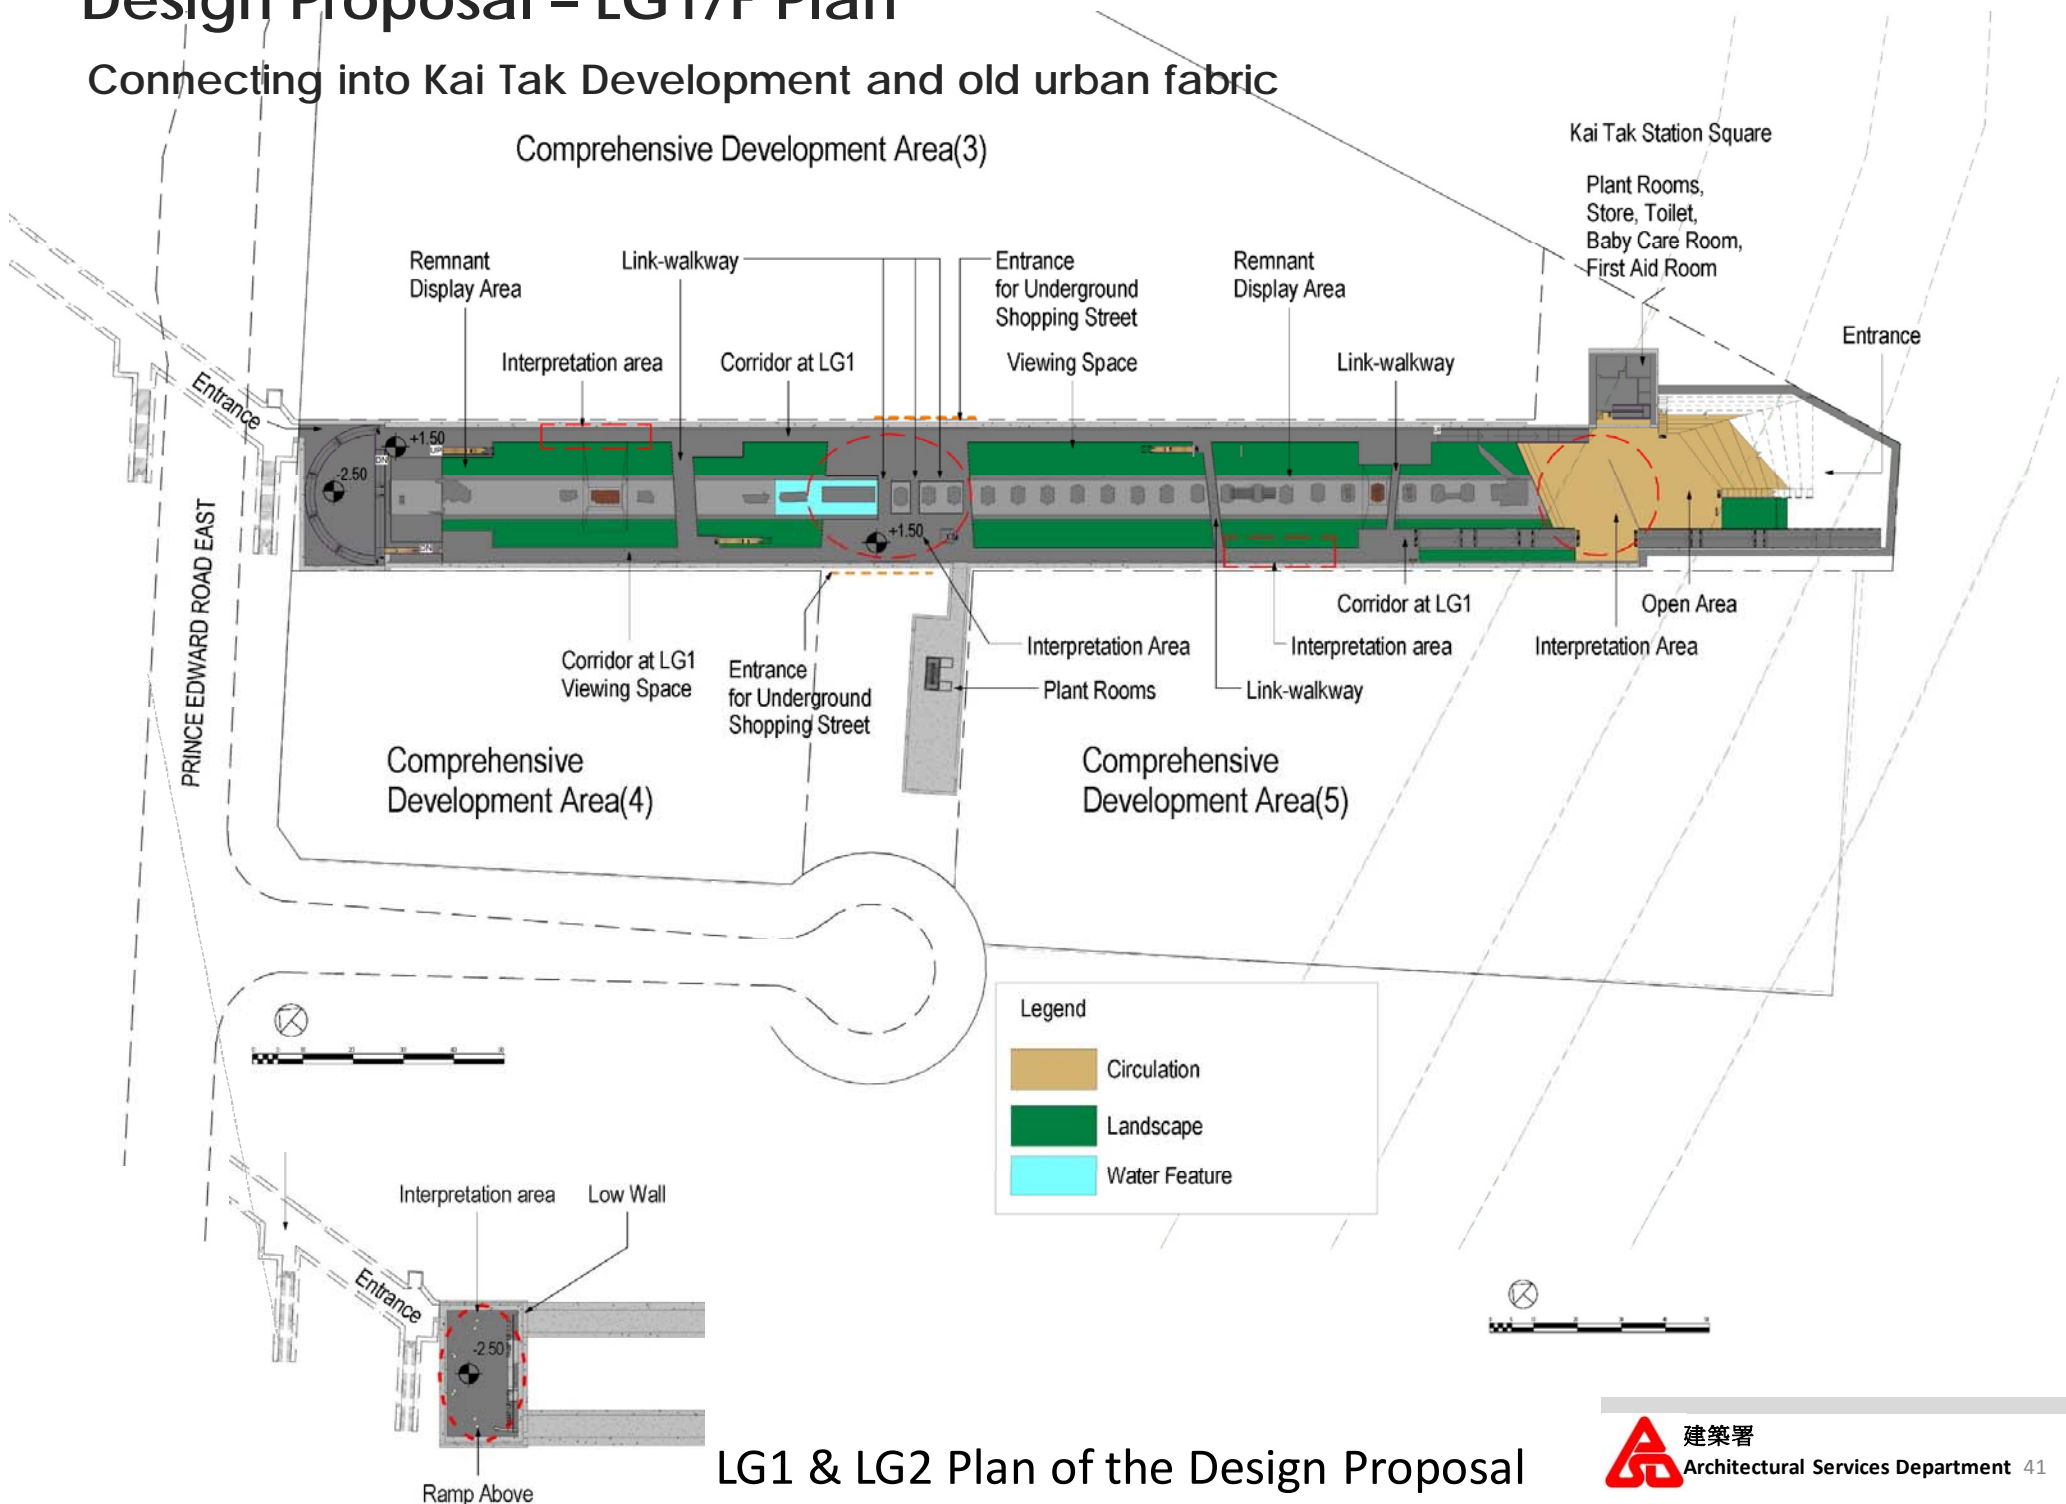 Design Proposal – LG1/F Plan
Connecting into Kai Tak Development and old urban fabric
Comprehensive Development Area(3)
Kai Tak Station Square
Plant Rooms,
Store, Toilet,
Baby Care Room,
First Aid Room
Remnant
Display Area
Link-walkway
Entrance
for Underground
Shopping Street
Remnant
Display Area
Entrance
Interpretation area
Corridor at LG1
Viewing Space
Link-walkway
Entrance
+1.50
UP
DN
-2.50
+1.50
DN
PRINCE EDWARD ROAD EAST
Corridor at LG1
Open Area
Interpretation Area
Interpretation area
Interpretation Area
Corridor at LG1
Viewing Space
Entrance
for Underground
Shopping Street
Plant Rooms
Link-walkway
Comprehensive
Development Area(4)
Comprehensive
Development Area(5)
Legend
Circulation
Landscape
Water Feature
Interpretation area
Low Wall
Entrance
-2.50
Ramp Above
LG1 & LG2 Plan of the Design Proposal
建築署
Architectural Services Department 41